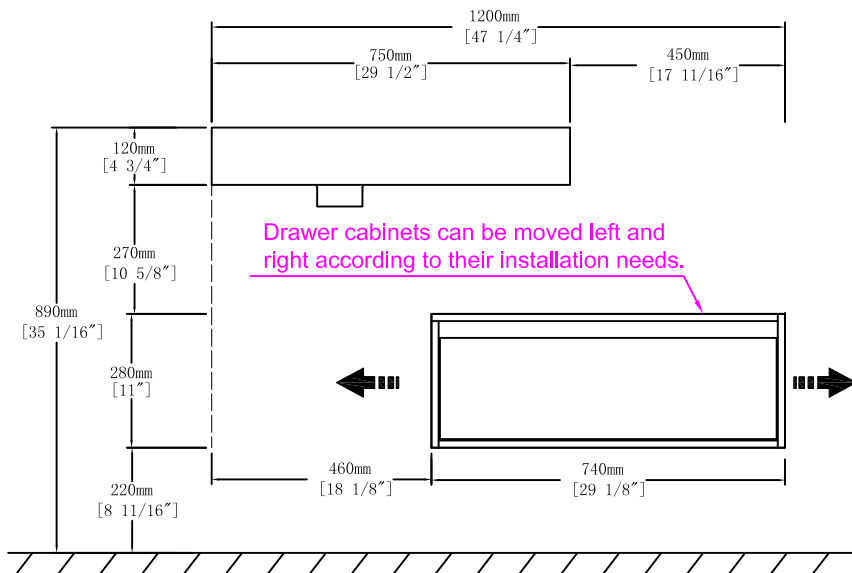 1200mm
[47 1/4"]
750mm
[29 1/2"]
450mm
[17 11/16"]
120mm
[4 3/4"]
270mm
[10 5/8"]
Drawer cabinets can be moved left and
right according to their installation needs.
890mm
[35 1/16"]
280mm
[11"]
460mm
[18 1/8"]
740mm
[29 1/8"]
220mm
[8 11/16"]